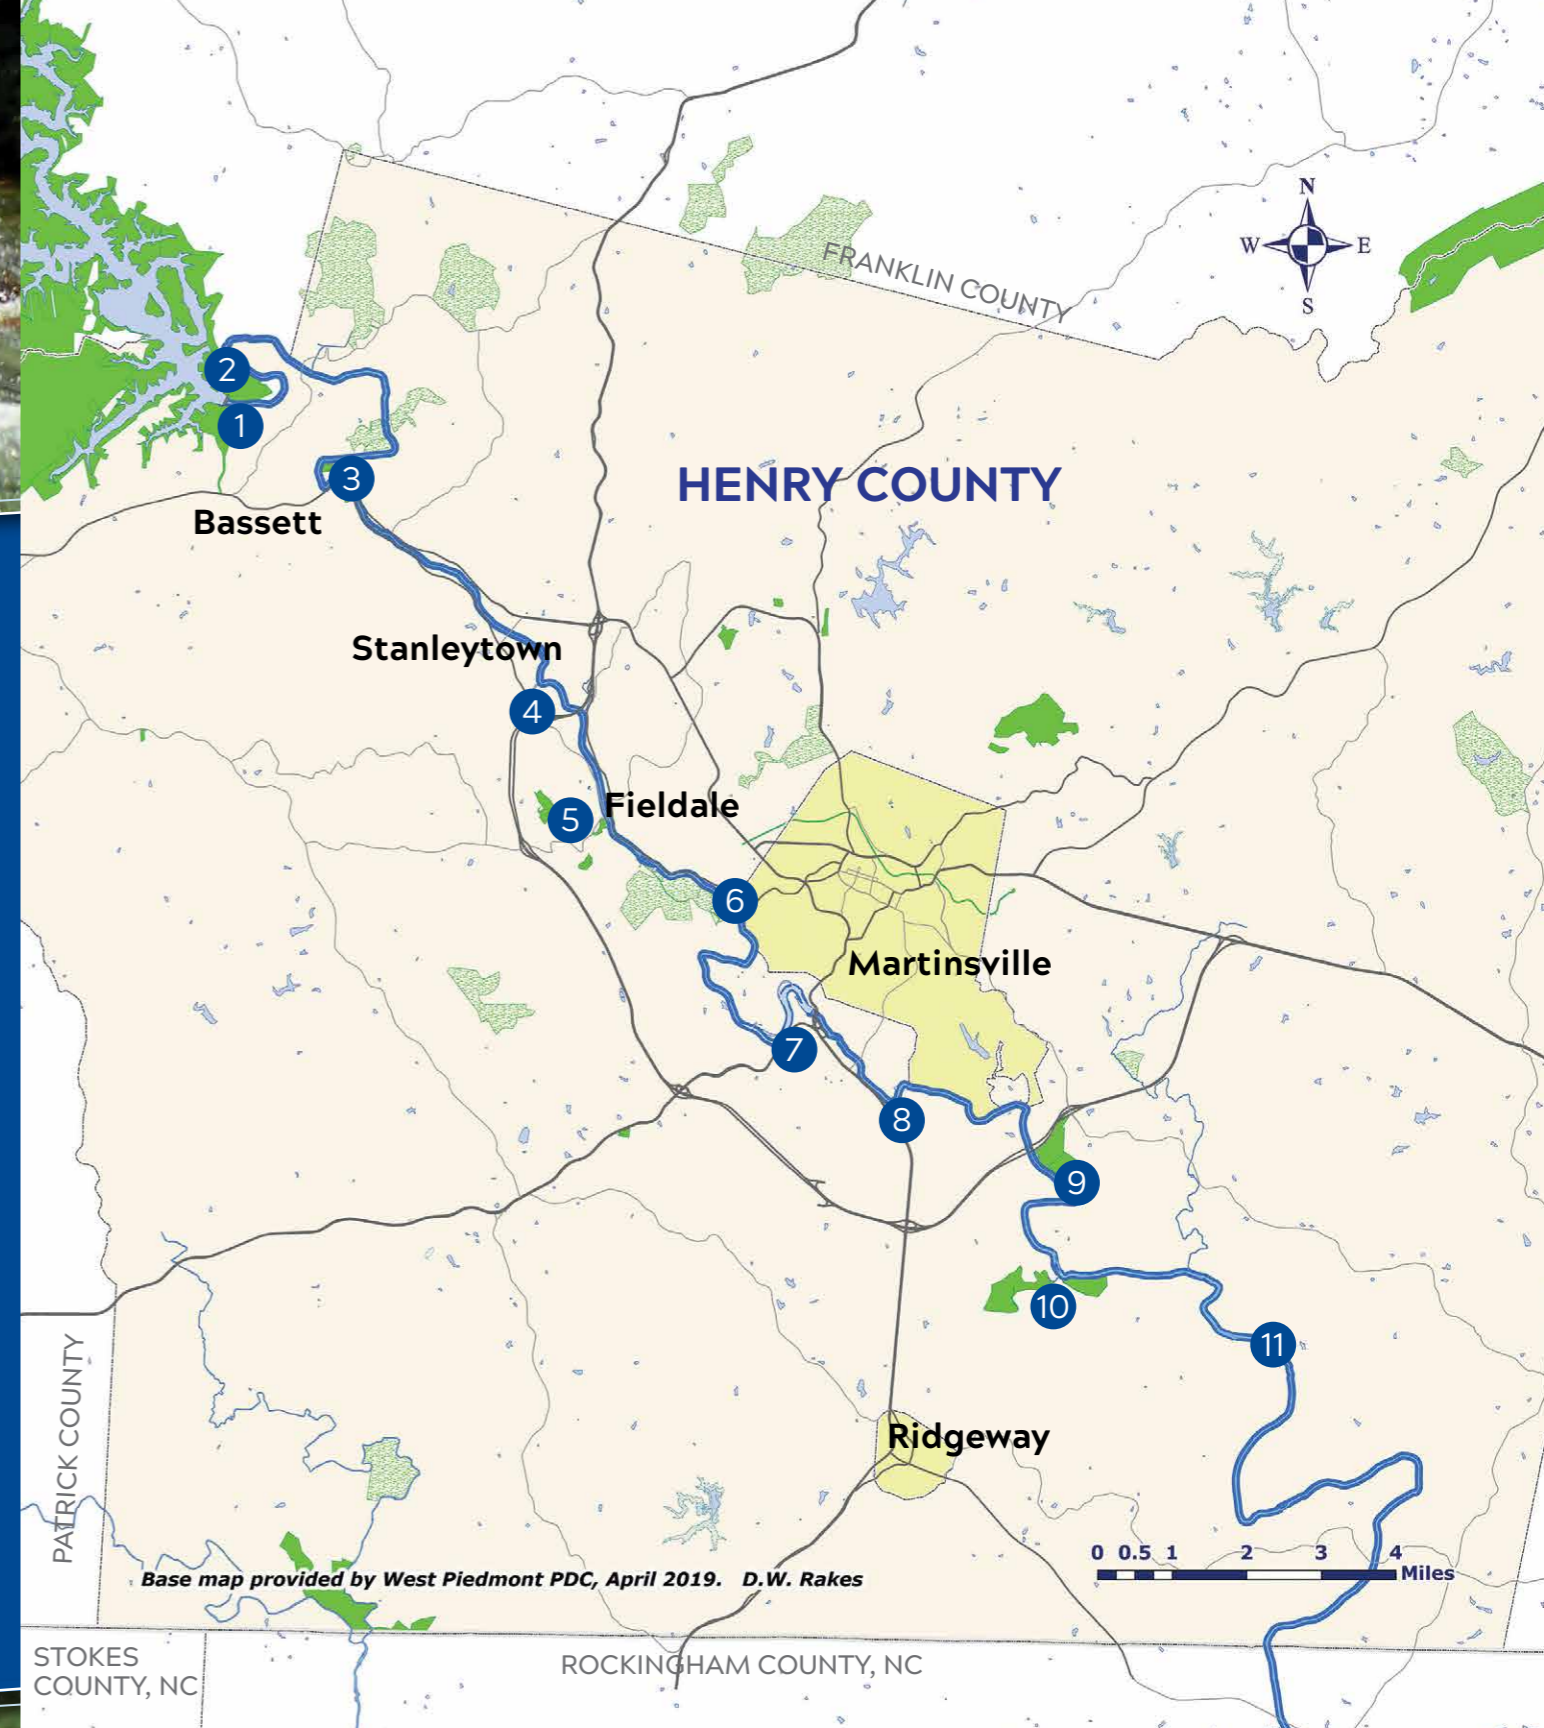 N
W E
S
FRANKLIN COUNTY
2
1
3
HENRY COUNTY
Bassett
Stanleytown
4
5
Fieldale
6
Martinsville
7
8
9
10
11
PATRICK COUNTY
Ridgeway
0 0.5 1 2 3 4
Miles
Base map provided by West Piedmont PDC, April 2019. D.W. Rakes
STOKES
COUNTY, NC
ROCKINGHAM COUNTY, NC